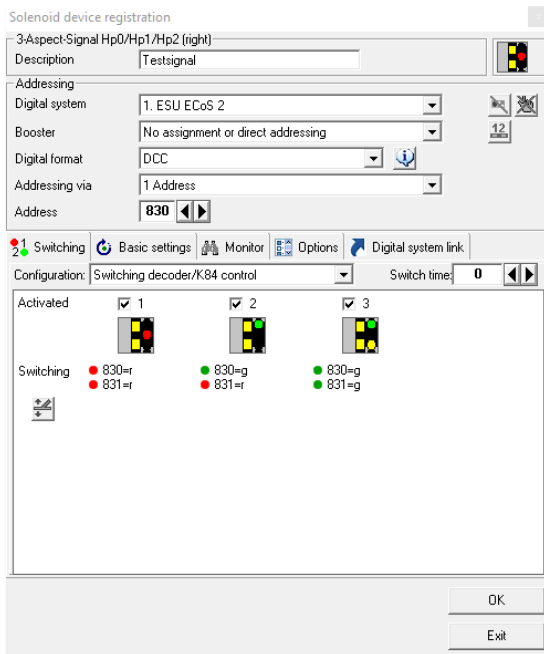 Solenoid device registration
3-Aspect-Signal Hp0/Hp1/Hp2 (right)
Description Testsignal
Addressing
Digital system 1. ESU ECoS 2
Booster No assignment or direct addressing
12
Digital format DCC
Addressing via 1 Address
Address 830
Switching Basic settings Monitor Options Digital system link
Configuration: Switching decoder/K84 control Switch time: 0
Activated 1 2 3
Switching 830=r 830=g 830=g
831=r 831=r 831=g
OK
Exit